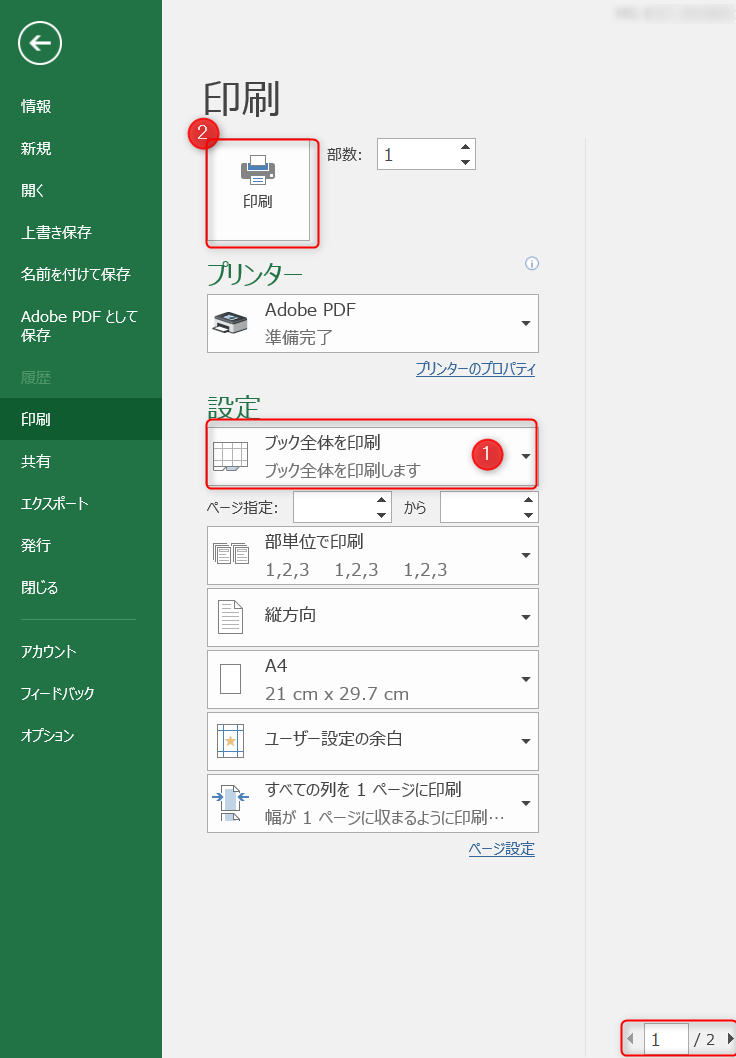 情報
新規
開く
上書き保存
名前を付けて保存
Adobe PDF として
保存
履歴
印刷
共有
エクスポート
発行
閉じる
アカウント
フィードバック
オプション
印刷
2
印刷
部数: 1
プリンター
Adobe PDF
準備完了
プリンターのプロパティ
設定
ブック全体を印刷
ブック全体を印刷します
1
ページ指定: から
部単位で印刷
1,2,3 1,2,3 1,2,3
縦方向
A4
21 cm x 29.7 cm
ユーザー設定の余白
すべての列を 1 ページに印刷
幅が 1 ページに収まるように印刷…
ページ設定
1 / 2